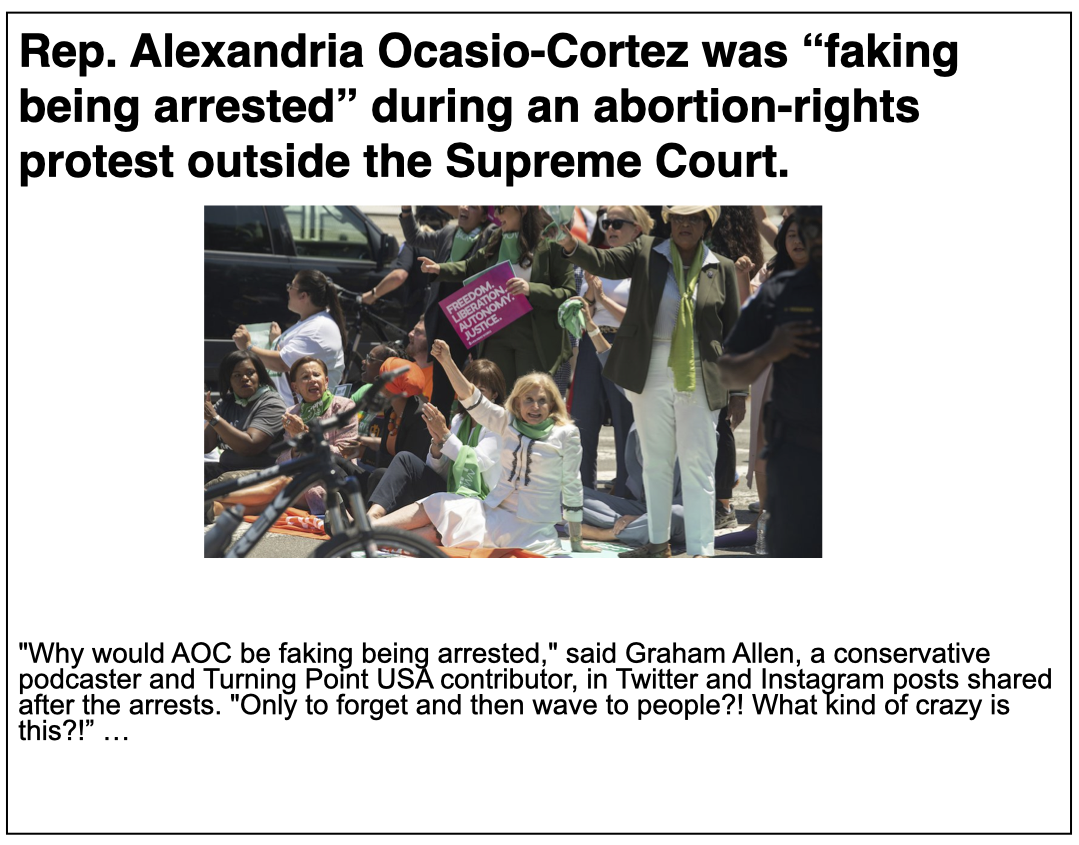 Rep. Alexandria Ocasio-Cortez was “faking
being arrested” during an abortion-rights
protest outside the Supreme Court.
FREEDOM.
LIBERATION.
AUTONOMY.
JUSTICE.
"Why would AOC be faking being arrested," said Graham Allen, a conservative
podcaster and Turning Point USA contributor, in Twitter and Instagram posts shared
after the arrests. "Only to forget and then wave to people?! What kind of crazy is
this?!” …